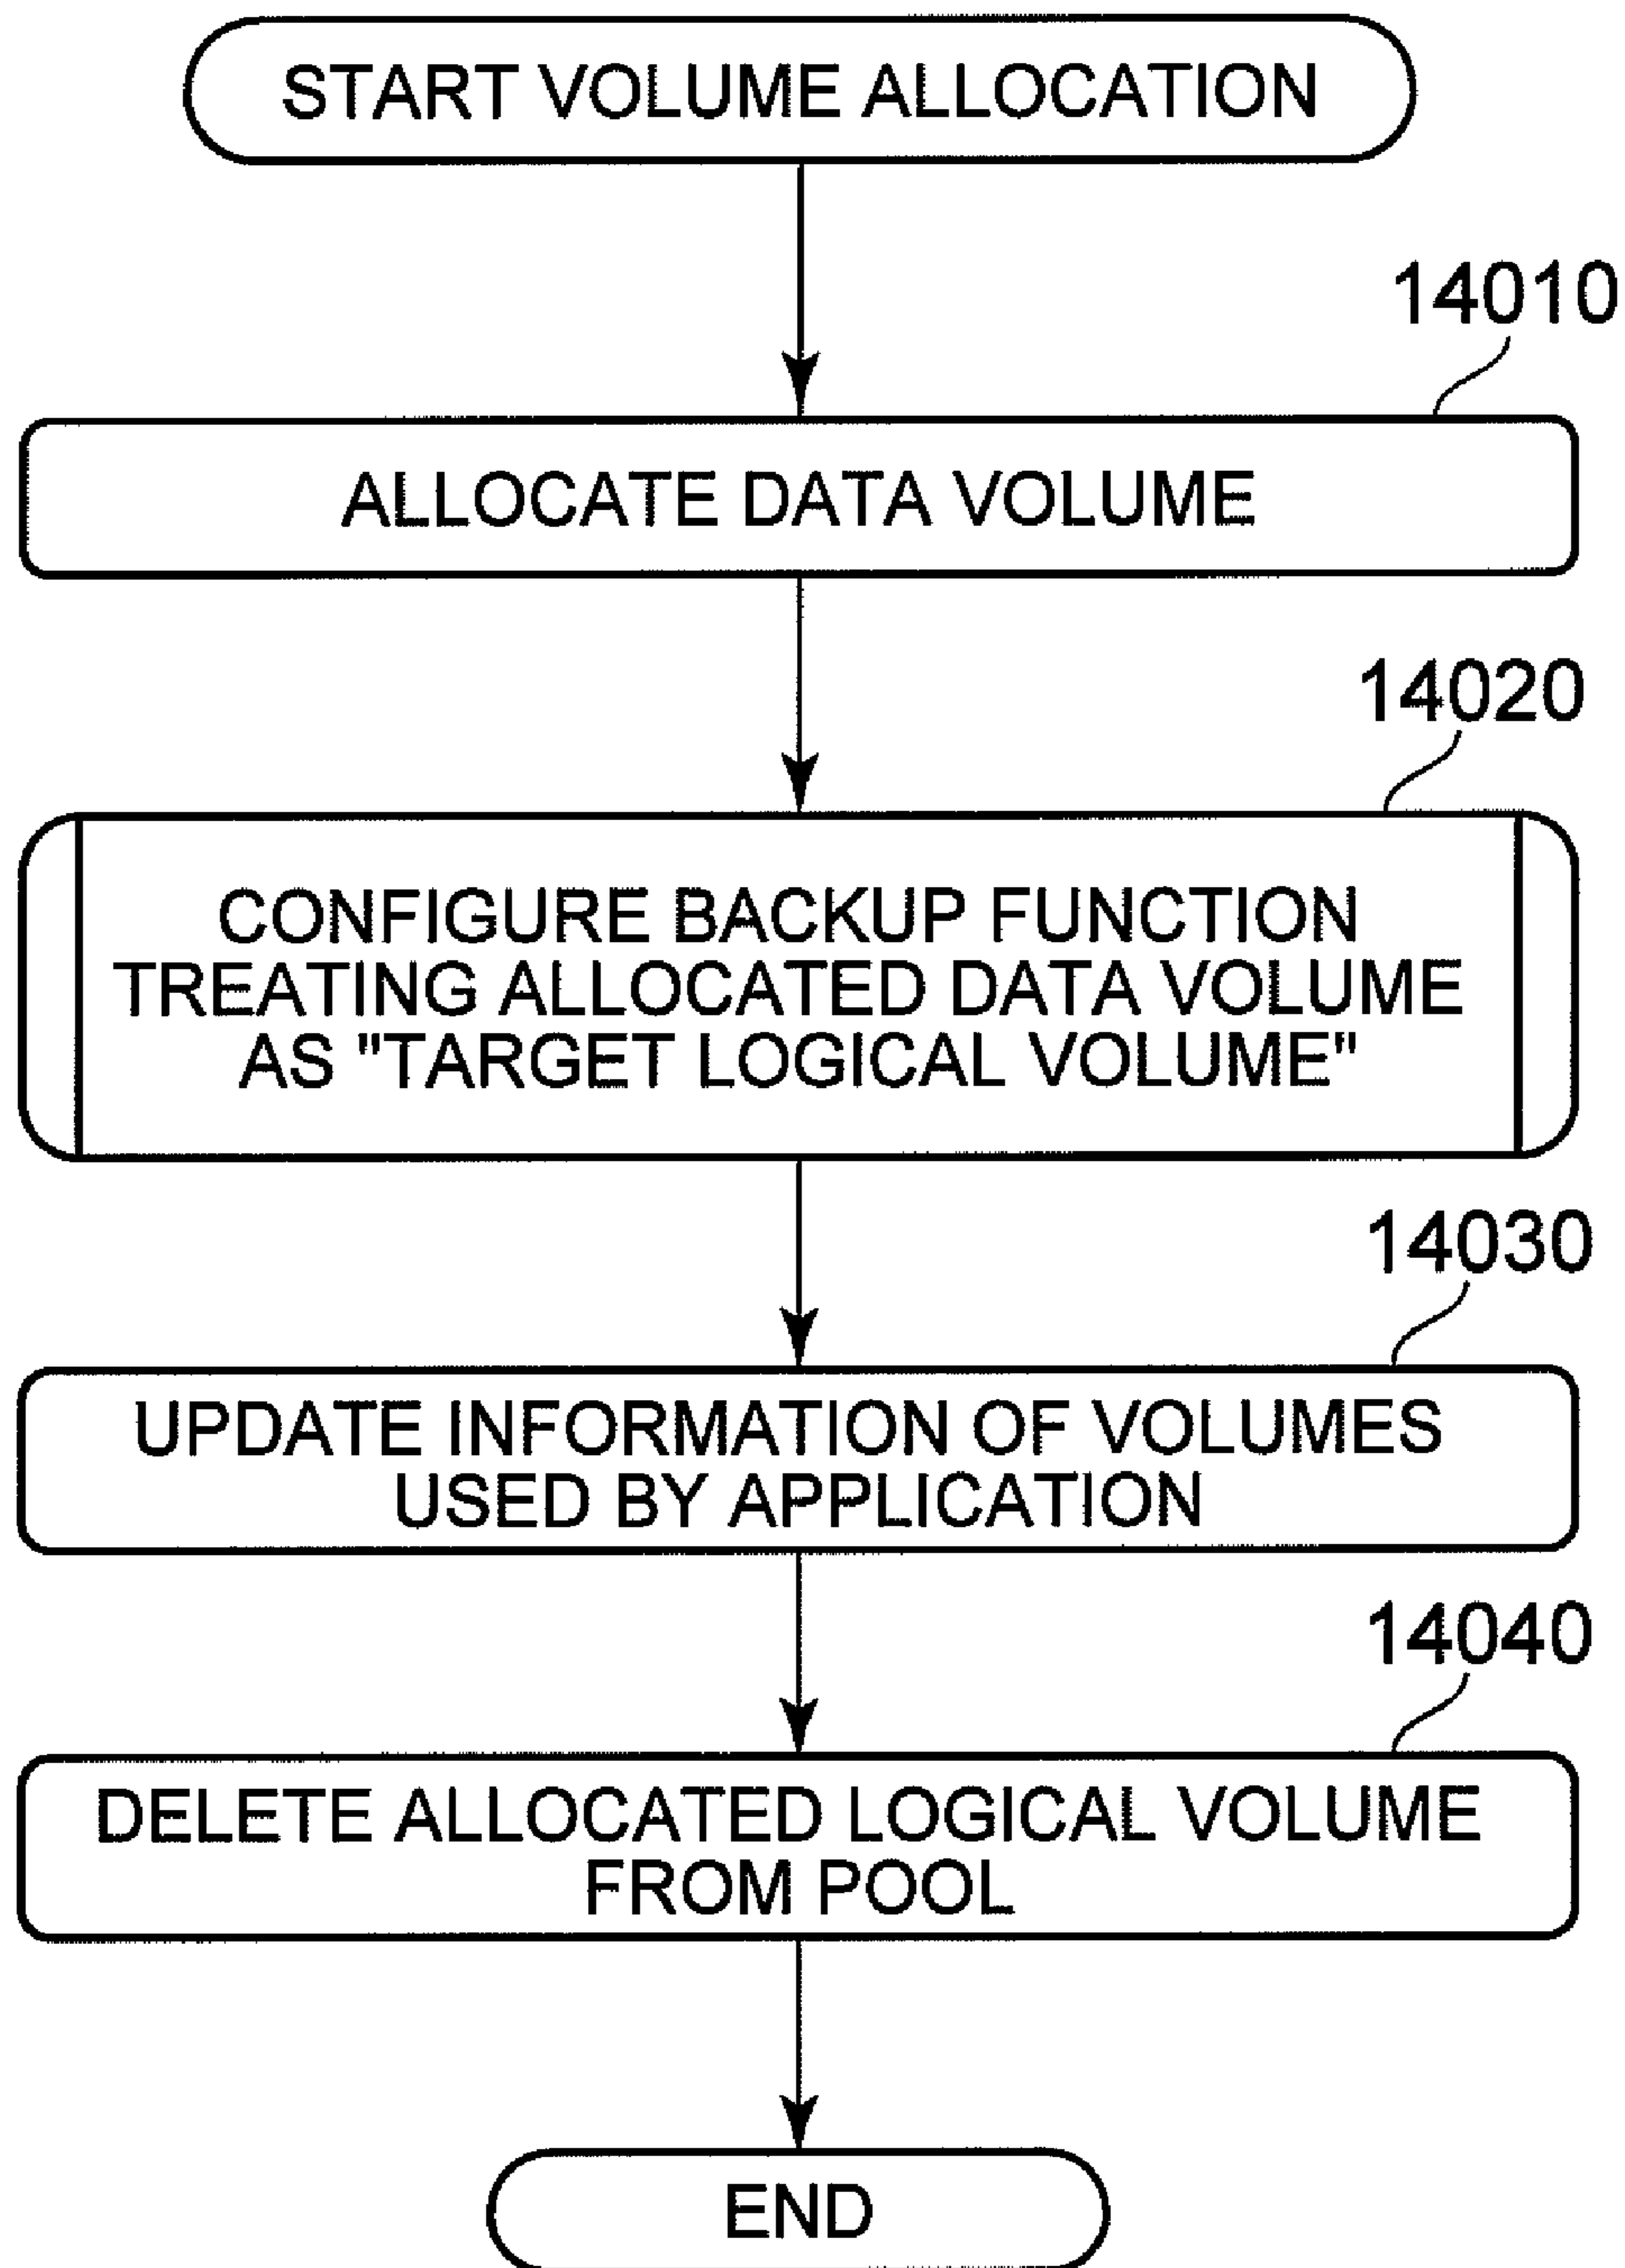 START VOLUME ALLOCATION
14010
ALLOCATE DATA VOLUME
14020
CONFIGURE BACKUP FUNCTION
TREATING ALLOCATED DATA VOLUME
AS "TARGET LOGICAL VOLUME"
14030
UPDATE INFORMATION OF VOLUMES
USED BY APPLICATION
14040
DELETE ALLOCATED LOGICAL VOLUME
FROM POOL
END